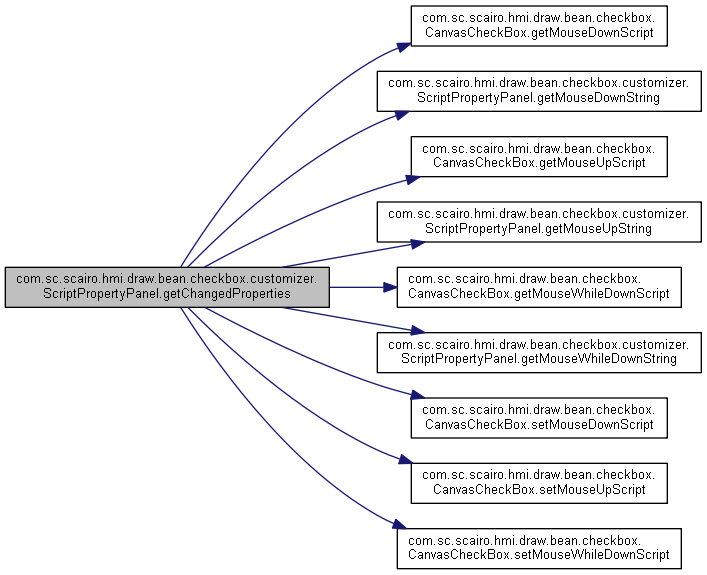 com.sc.scairo.hmi.draw.bean.checkbox.
CanvasCheckBox.getMouseDownScript
com.sc.scairo.hmi.draw.bean.checkbox.customizer.
ScriptPropertyPanel.getMouseDownString
com.sc.scairo.hmi.draw.bean.checkbox.
CanvasCheckBox.getMouseUpScript
com.sc.scairo.hmi.draw.bean.checkbox.customizer.
ScriptPropertyPanel.getMouseUpString
com.sc.scairo.hmi.draw.bean.checkbox.customizer.
ScriptPropertyPanel.getChangedProperties
com.sc.scairo.hmi.draw.bean.checkbox.
CanvasCheckBox.getMouseWhileDownScript
com.sc.scairo.hmi.draw.bean.checkbox.customizer.
ScriptPropertyPanel.getMouseWhileDownString
com.sc.scairo.hmi.draw.bean.checkbox.
CanvasCheckBox.setMouseDownScript
com.sc.scairo.hmi.draw.bean.checkbox.
CanvasCheckBox.setMouseUpScript
com.sc.scairo.hmi.draw.bean.checkbox.
CanvasCheckBox.setMouseWhileDownScript